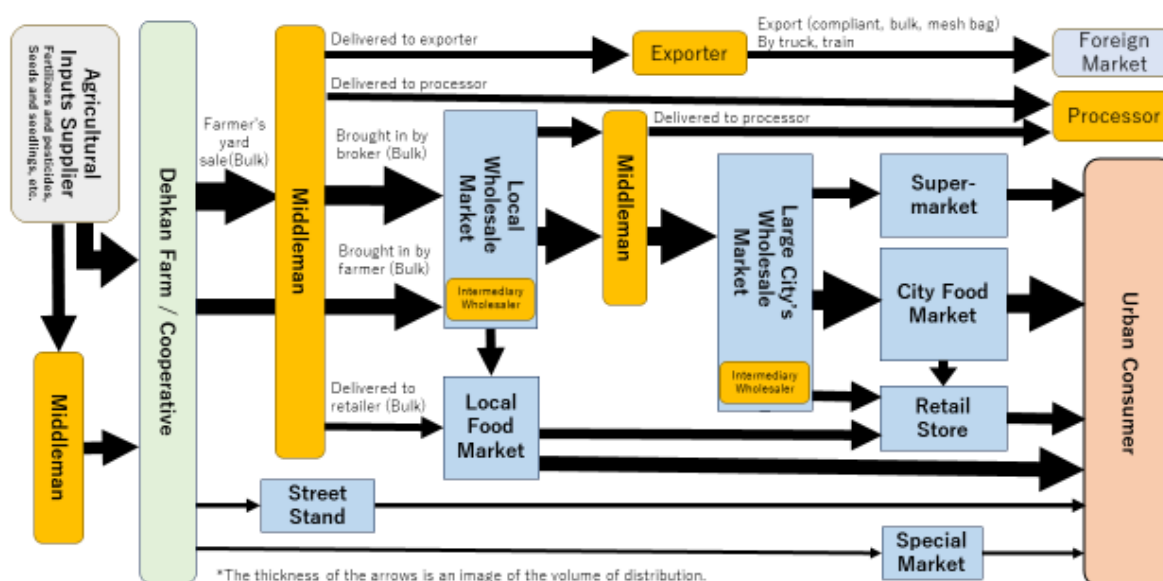 Agricultural
Inputs Supplier
Fertilizers and pesticides,
Seeds and seedlings, etc.
Middleman
Dehkan Farm / Cooperative
Farmer's
yard
sale(Bulk)
Middleman
Delivered to exporter
Exporter
Export (compliant, bulk, mesh bag)
By truck, train
Foreign
Market
Delivered to processor
Processor
Brought in by
broker (Bulk)
Local
Wholesale
Market
Intermediary
Wholesaler
Delivered to processor
Middleman
Brought in by
farmer (Bulk)
Large City's
Wholesale
Market
Intermediary
Wholesaler
Super-
market
City Food
Market
Retail
Store
Delivered to
retailer (Bulk)
Local
Food
Market
Urban Consumer
Street
Stand
Special
Market
*The thickness of the arrows is an image of the volume of distribution.